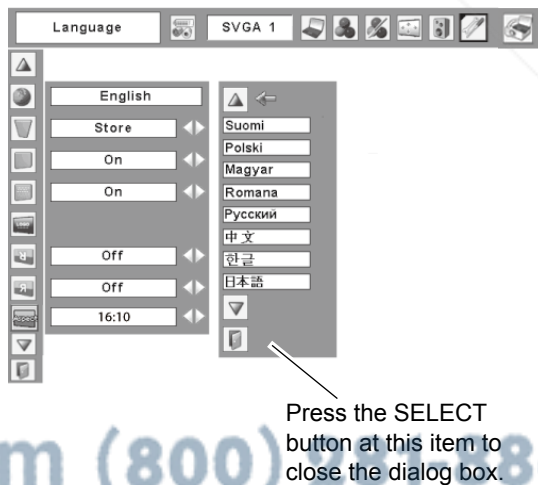 Language
SVGA 1
English
Store
On
On
Off
Off
16:10
Suomi
Polski
Magyar
Romana
Русский
中文
한글
日本語
Press the SELECT
button at this item to
close the dialog box.
m (800)